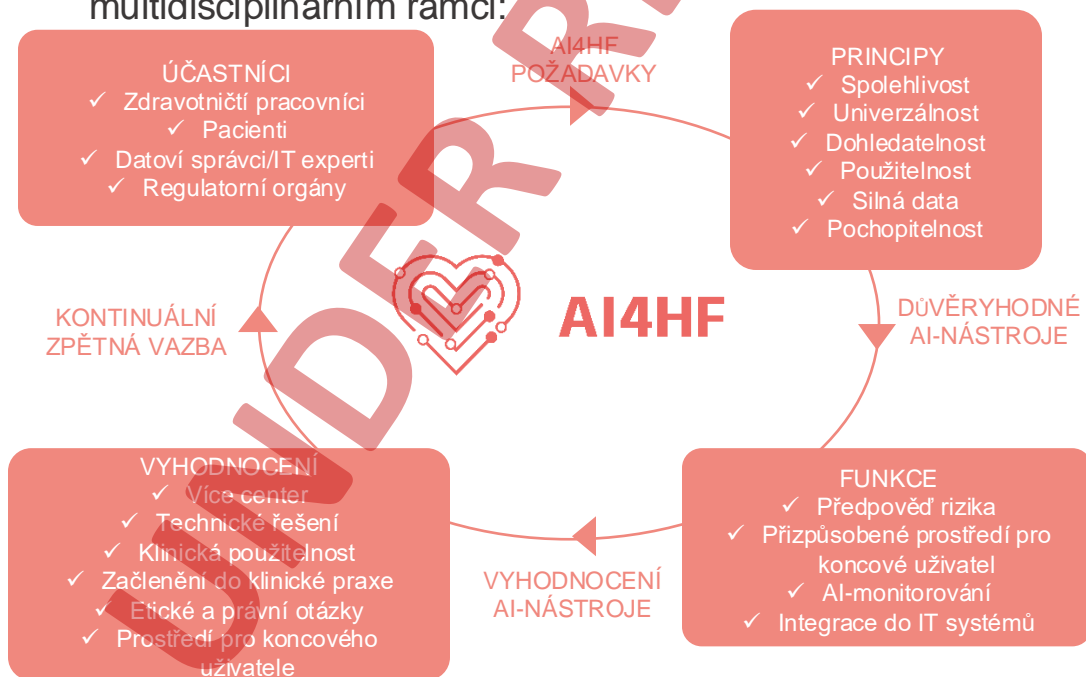 multidisciplinárním rámci:
ÚČASTNÍCI
✓ Zdravotničtí pracovníci
✓ Pacienti
✓ Datoví správci/IT experti
✓ Regulatorní orgány
AI4HF
POŽADAVKY
PRINCIPY
✓ Spolehlivost
✓ Univerzálnost
✓ Dohledatelnost
✓ Použitelnost
✓ Silná data
✓ Pochopitelnost
KONTINUÁLNÍ
ZPĚTNÁ VAZBA
AI4HF
DŮVĚRYHODNÉ
AI-NÁSTROJE
VYHODNOCENÍ
✓ Více center
✓ Technické řešení
✓ Klinická použitelnost
✓ Začlenění do klinické praxe
✓ Etické a právní otázky
✓ Prostředí pro koncového
uživatele
VYHODNOCENÍ
AI-NÁSTROJE
FUNKCE
✓ Předpověď rizika
✓ Přizpůsobené prostředí pro
koncové uživatel
✓ AI-monitorování
✓ Integrace do IT systémů
UNDER